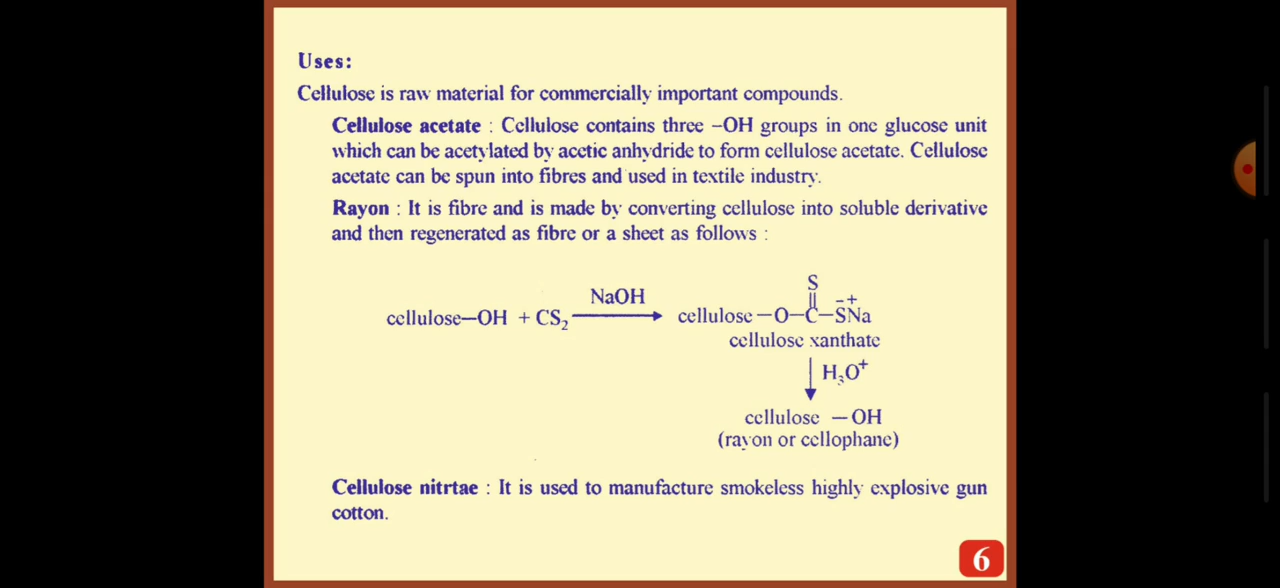 Uses:
Cellulose is raw material for commercially important compounds.
Cellulose acetate : Cellulose contains three –OH groups in one glucose unit
which can be acetylated by acetic anhydride to form cellulose acetate. Cellulose
acetate can be spun into fibres and used in textile industry.
Rayon : It is fibre and is made by converting cellulose into soluble derivative
and then regenerated as fibre or a sheet as follows :
S
NaOH
|| – +
cellulose–OH + CS₂ → cellulose–O–C–SNa
cellulose xanthate
↓ H₃O⁺
cellulose –OH
(rayon or cellophane)
Cellulose nitrtae : It is used to manufacture smokeless highly explosive gun
cotton.
6